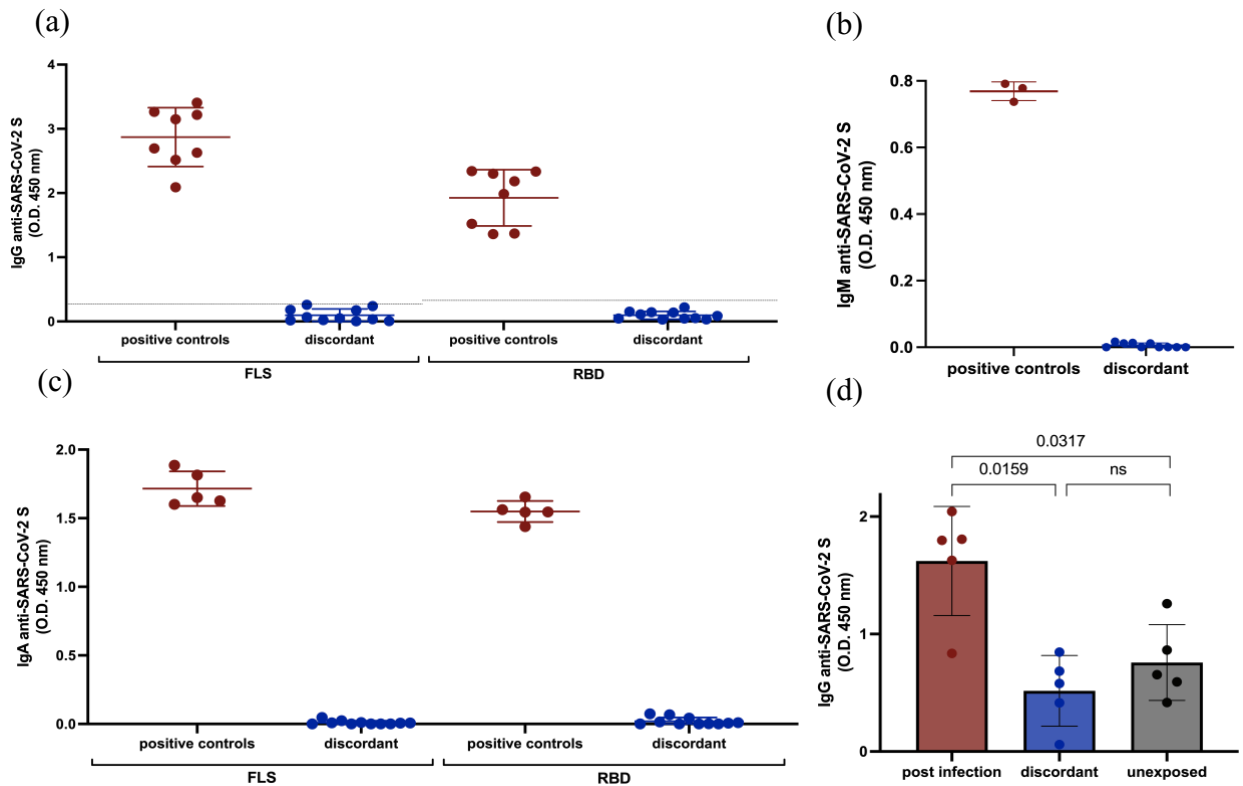 (a)
IgG anti-SARS-CoV-2 S
(O.D. 450 nm)
4
3
2
1
0
positive controls
discordant
positive controls
discordant
FLS
RBD
(b)
IgM anti-SARS-CoV-2 S
(O.D. 450 nm)
0.8
0.6
0.4
0.2
0.0
positive controls
discordant
(c)
IgA anti-SARS-CoV-2 S
(O.D. 450 nm)
2.0
1.5
1.0
0.5
0.0
positive controls
discordant
positive controls
discordant
FLS
RBD
(d)
0.0317
0.0159
ns
IgG anti-SARS-CoV-2 S
(O.D. 450 nm)
2
1
0
post infection
discordant
unexposed